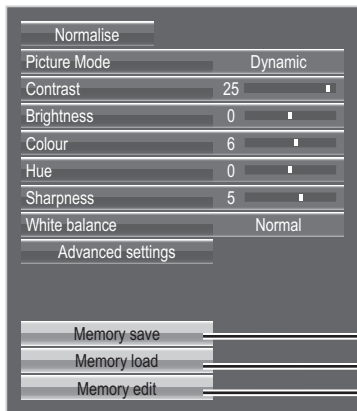 Normalise
Picture Mode Dynamic
Contrast 25
Brightness 0
Colour 6
Hue 0
Sharpness 5
White balance Normal
Advanced settings
Memory save
Memory load
Memory edit